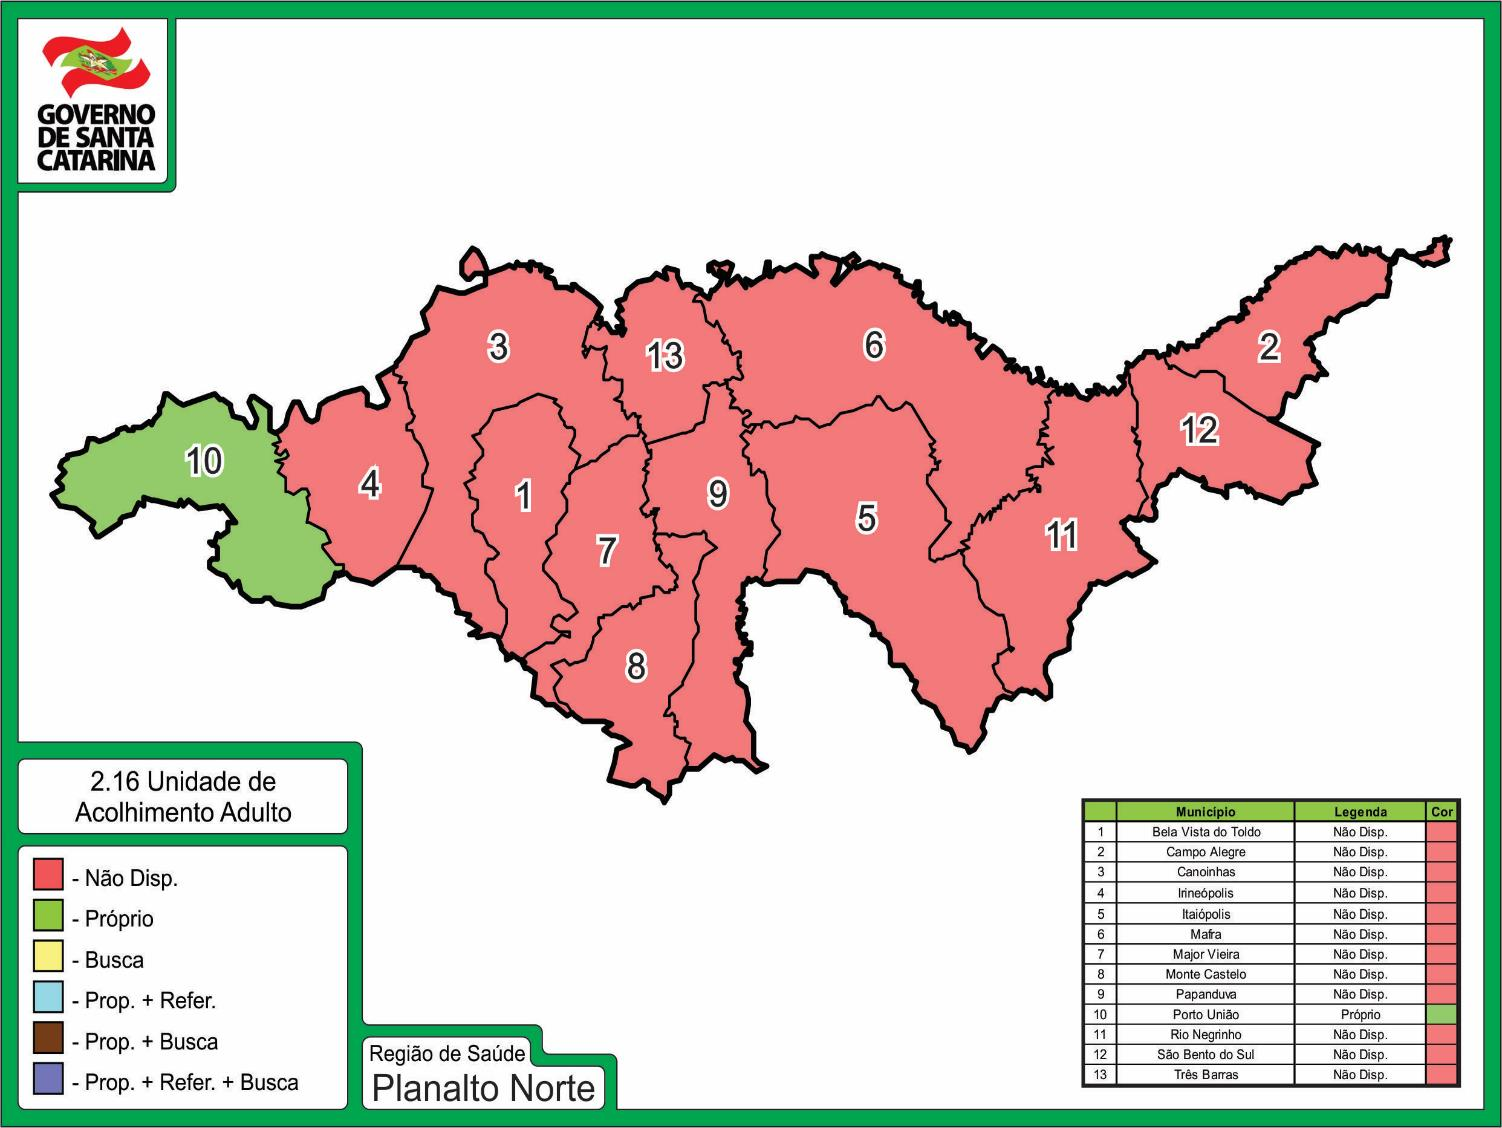 GOVERNO
DE SANTA
CATARINA
3
13
6
2
10
4
1
9
12
5
7
11
8
2.16 Unidade de
Acolhimento Adulto
- Não Disp.
- Próprio
- Busca
- Prop. + Refer.
- Prop. + Busca
- Prop. + Refer. + Busca
Região de Saúde
Planalto Norte
Município Legenda Cor
1 Bela Vista do Toldo Não Disp.
2 Campo Alegre Não Disp.
3 Canoinhas Não Disp.
4 Irineópolis Não Disp.
5 Itaiópolis Não Disp.
6 Mafra Não Disp.
7 Major Vieira Não Disp.
8 Monte Castelo Não Disp.
9 Papanduva Não Disp.
10 Porto União Próprio
11 Rio Negrinho Não Disp.
12 São Bento do Sul Não Disp.
13 Três Barras Não Disp.